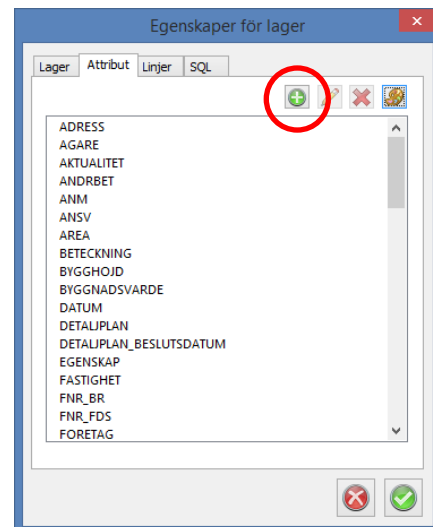 Egenskaper för lager
Lager Attribut Linjer SQL
ADRESS
AGARE
AKTUALITET
ANDRBET
ANM
ANSV
AREA
BETECKNING
BYGGHOJD
BYGGNADSVARDE
DATUM
DETALJPLAN
DETALJPLAN_BESLUTSDATUM
EGENSKAP
FASTIGHET
FNR_BR
FNR_FDS
FORETAG